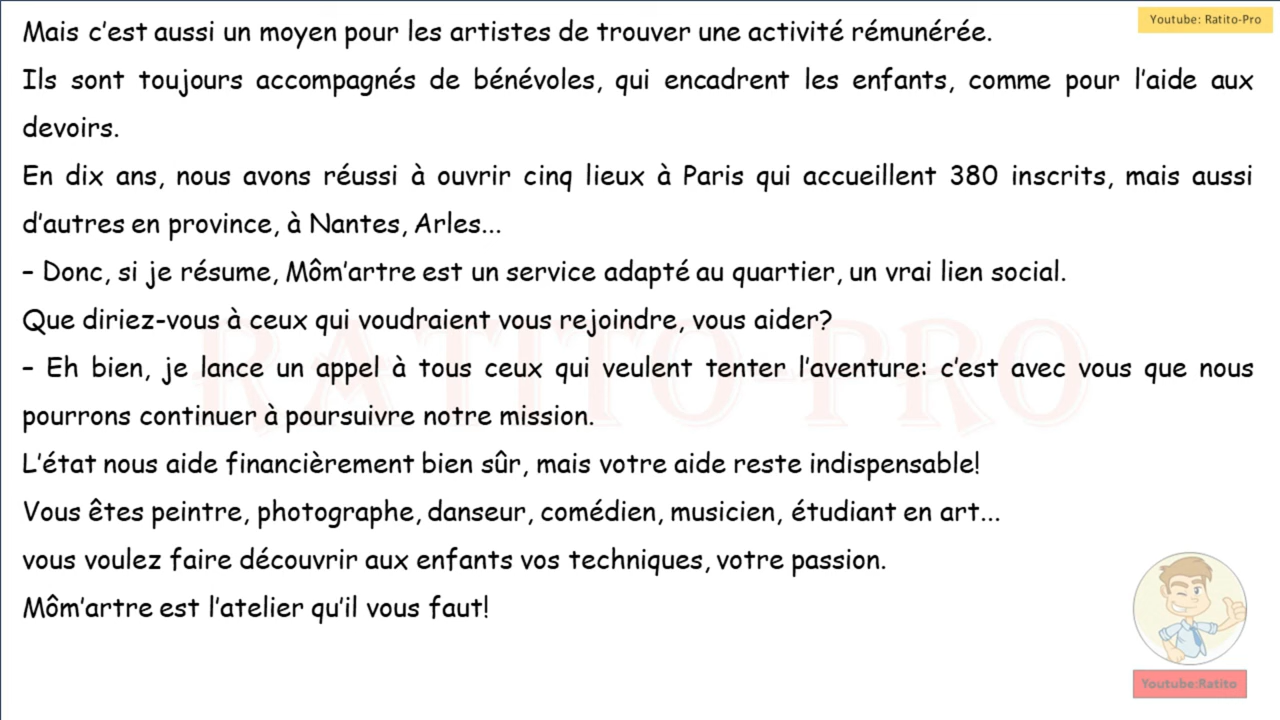 Youtube: Ratito-Pro
Mais c'est aussi un moyen pour les artistes de trouver une activité rémunérée.
Ils sont toujours accompagnés de bénévoles, qui encadrent les enfants, comme pour l'aide aux
devoirs.
En dix ans, nous avons réussi à ouvrir cinq lieux à Paris qui accueillent 380 inscrits, mais aussi
d'autres en province, à Nantes, Arles...
– Donc, si je résume, Môm'artre est un service adapté au quartier, un vrai lien social.
Que diriez-vous à ceux qui voudraient vous rejoindre, vous aider?
– Eh bien, je lance un appel à tous ceux qui veulent tenter l'aventure: c'est avec vous que nous
pourrons continuer à poursuivre notre mission.
L'état nous aide financièrement bien sûr, mais votre aide reste indispensable!
Vous êtes peintre, photographe, danseur, comédien, musicien, étudiant en art...
vous voulez faire découvrir aux enfants vos techniques, votre passion.
Môm'artre est l'atelier qu'il vous faut!
RATITO-PRO
Youtube:Ratito